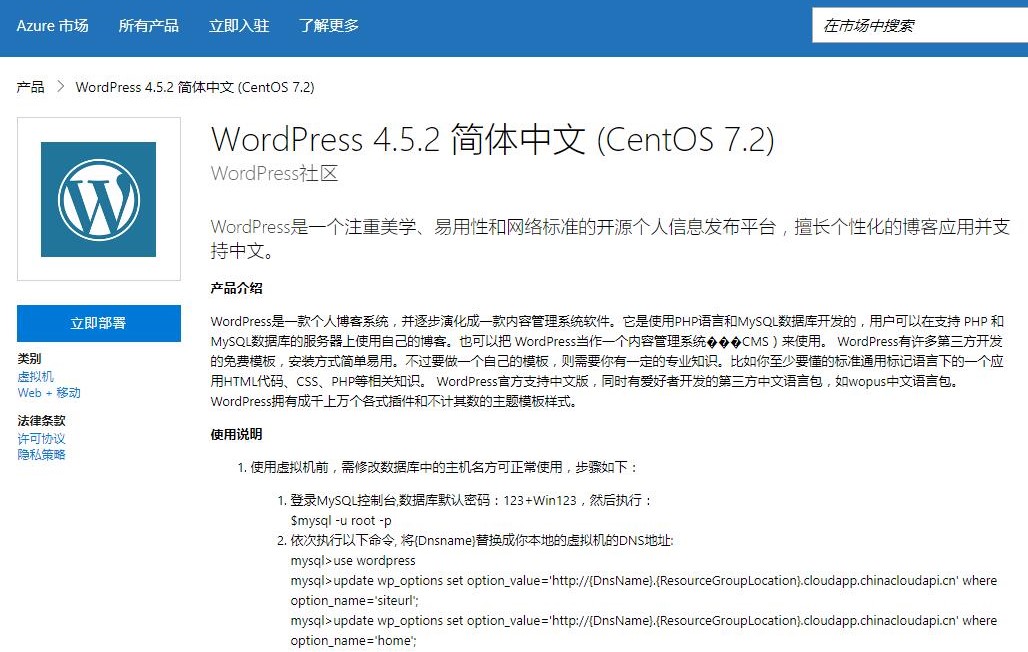 Azure 市场 所有产品 立即入驻 了解更多 在市场中搜索
产品 > WordPress 4.5.2 简体中文 (CentOS 7.2)
WordPress 4.5.2 简体中文 (CentOS 7.2)
WordPress社区
WordPress是一个注重美学、易用性和网络标准的开源个人信息发布平台，擅长个性化的博客应用并支
持中文。
立即部署
类别
虚拟机
Web + 移动
法律条款
许可协议
隐私策略
产品介绍
WordPress是一款个人博客系统，并逐步演化成一款内容管理系统软件。它是使用PHP语言和MySQL数据库开发的，用户可以在支持 PHP 和
MySQL数据库的服务器上使用自己的博客。也可以把 WordPress当作一个内容管理系统���CMS）来使用。 WordPress有许多第三方开发
的免费模板，安装方式简单易用。不过要做一个自己的模板，则需要你有一定的专业知识。比如你至少要懂的标准通用标记语言下的一个应
用HTML代码、CSS、PHP等相关知识。 WordPress官方支持中文版，同时有爱好者开发的第三方中文语言包，如wopus中文语言包。
WordPress拥有成千上万个各式插件和不计其数的主题模板样式。
使用说明
1. 使用虚拟机前，需修改数据库中的主机名方可正常使用，步骤如下：
1. 登录MySQL控制台,数据库默认密码：123+Win123，然后执行：
$mysql -u root -p
2. 依次执行以下命令, 将{Dnsname}替换成你本地的虚拟机的DNS地址:
mysql>use wordpress
mysql>update wp_options set option_value='http://{DnsName}.{ResourceGroupLocation}.cloudapp.chinacloudapi.cn' where
option_name='siteurl';
mysql>update wp_options set option_value='http://{DnsName}.{ResourceGroupLocation}.cloudapp.chinacloudapi.cn' where
option_name='home';